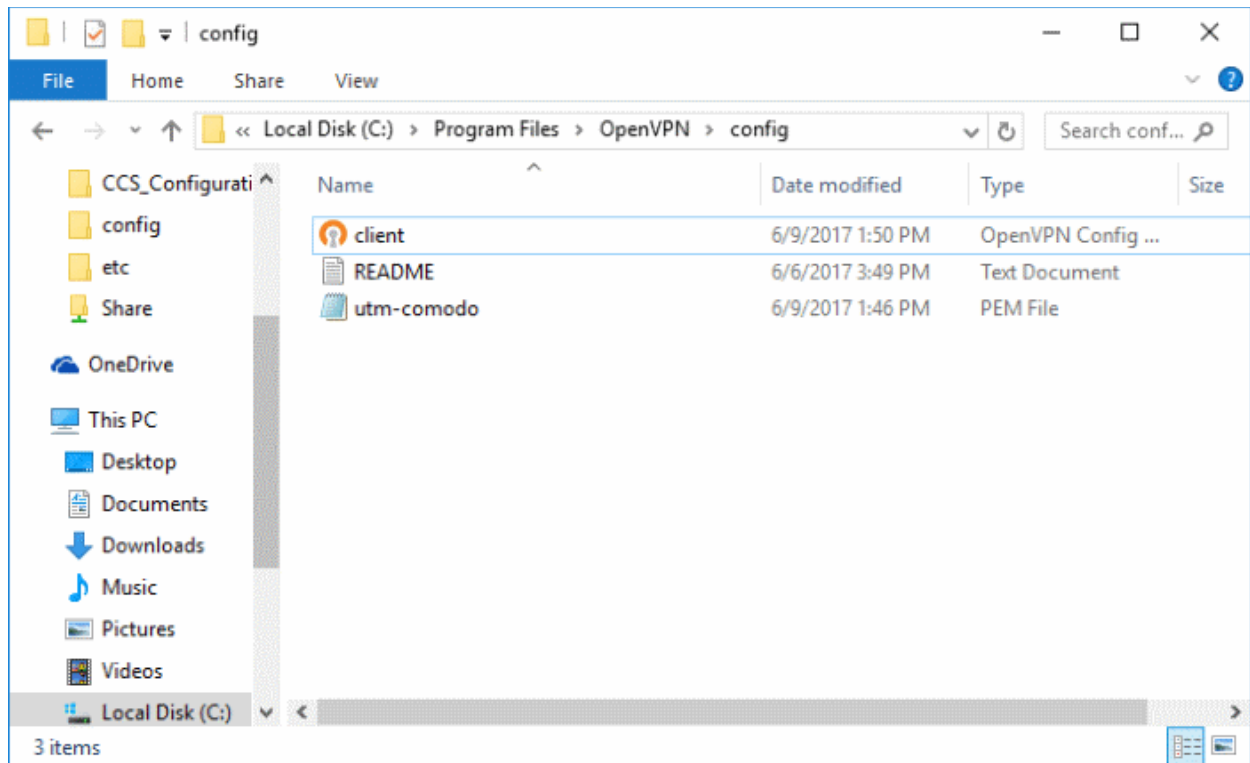 config
File Home Share View
« Local Disk (C:) › Program Files › OpenVPN › config Search conf...
CCS_Configurati
config
etc
Share
OneDrive
This PC
Desktop
Documents
Downloads
Music
Pictures
Videos
Local Disk (C:)
Name Date modified Type Size
client 6/9/2017 1:50 PM OpenVPN Config ...
README 6/6/2017 3:49 PM Text Document
utm-comodo 6/9/2017 1:46 PM PEM File
3 items